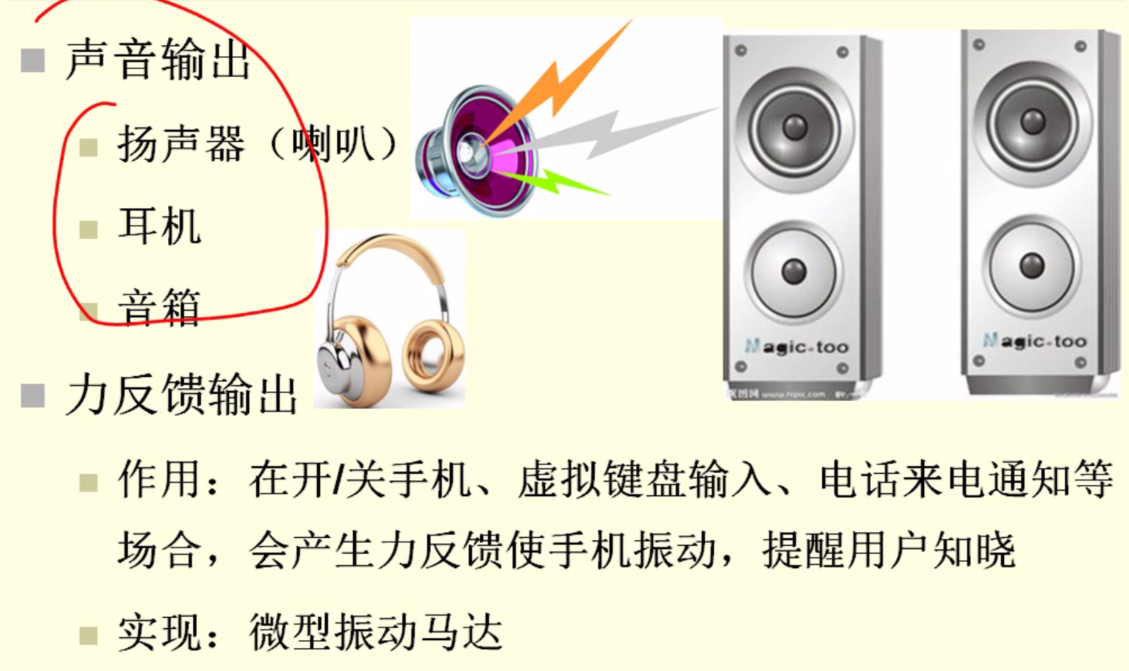 声音输出
扬声器（喇叭）
耳机
音箱
Magic-too
Magic-too
力反馈输出
www.nipic.com
作用：在开/关手机、虚拟键盘输入、电话来电通知等
场合，会产生力反馈使手机振动，提醒用户知晓
实现：微型振动马达